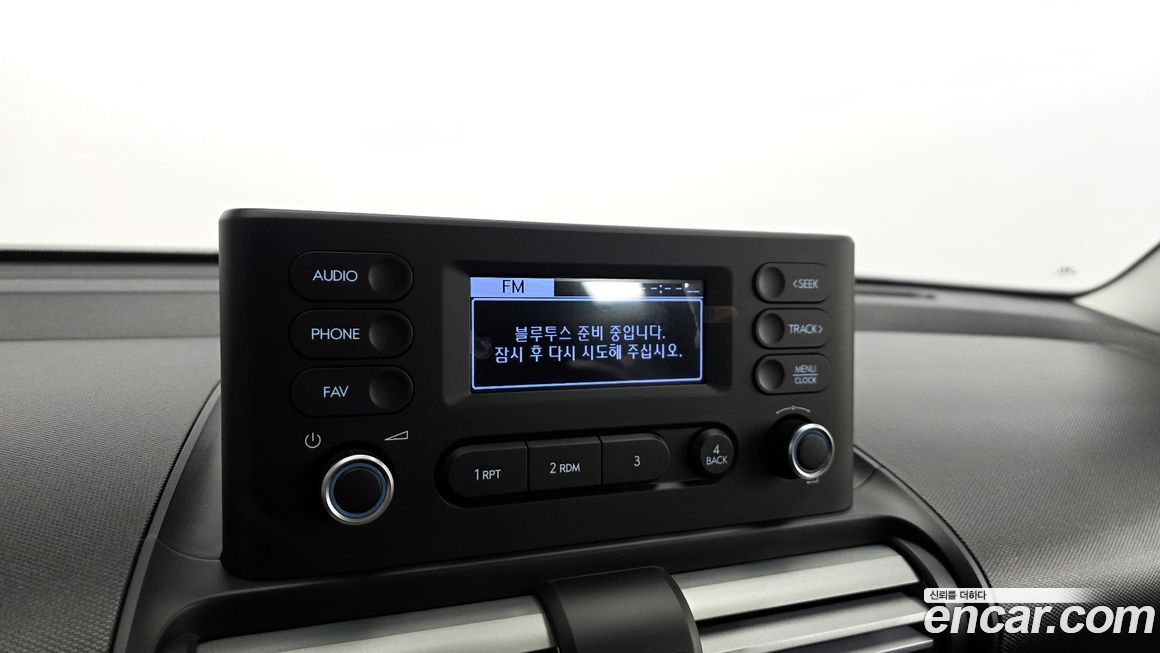 AUDIO
PHONE
FAV
FM
--:--
블루투스 준비 중입니다.
잠시 후 다시 시도해 주십시오.
<SEEK
TRACK>
MENU
CLOCK
1 RPT
2 RDM
3
4
BACK
신뢰를 더하다
encar.com